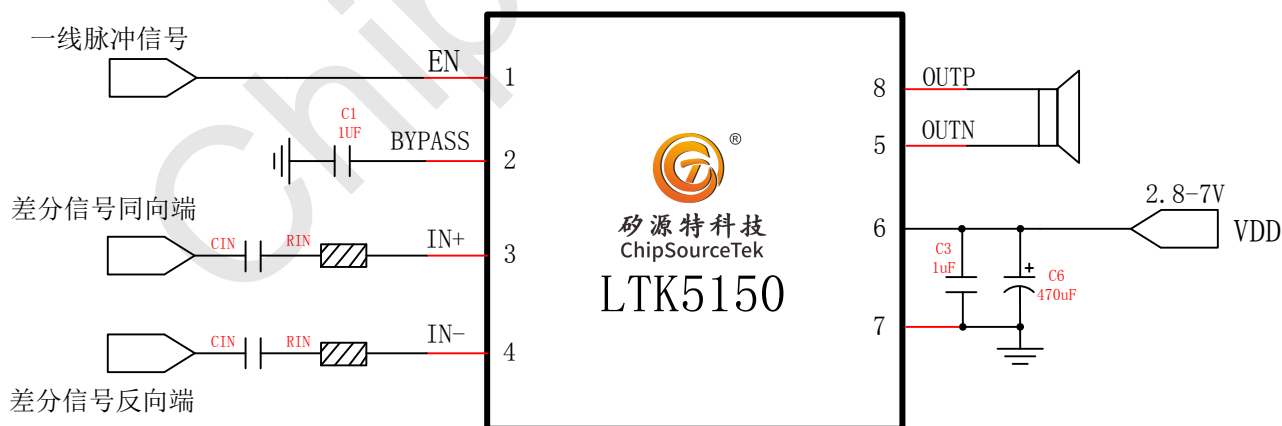 一线脉冲信号
EN
1
C1
1UF
BYPASS
2
差分信号同向端
CIN
RIN
IN+
3
CIN
RIN
IN-
4
差分信号反向端
®
矽源特科技
ChipSourceTek
LTK5150
8
OUTP
5
OUTN
6
2.8-7V
VDD
C3
1uF
C6
470uF
+
7
Chip